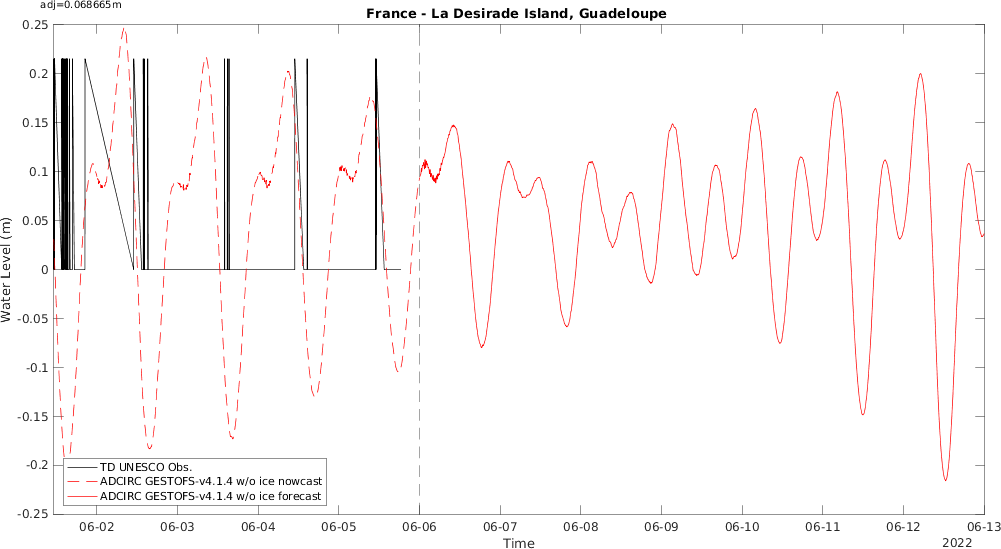 adj=0.068665m
France - La Desirade Island, Guadeloupe
Water Level (m)
0.25
0.2
0.15
0.1
0.05
0
-0.05
-0.1
-0.15
-0.2
-0.25
TD UNESCO Obs.
ADCIRC GESTOFS-v4.1.4 w/o ice nowcast
ADCIRC GESTOFS-v4.1.4 w/o ice forecast
06-02 06-03 06-04 06-05 06-06 06-07 06-08 06-09 06-10 06-11 06-12 06-13
Time
2022